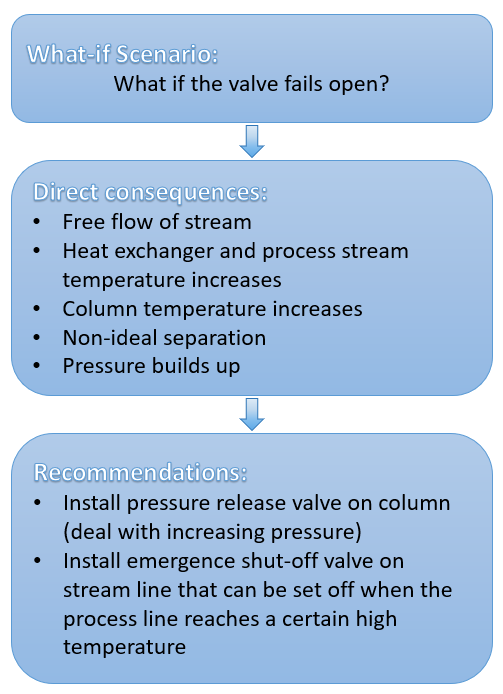 What-if Scenario:
What if the valve fails open?
Direct consequences:
• Free flow of stream
• Heat exchanger and process stream
temperature increases
• Column temperature increases
• Non-ideal separation
• Pressure builds up
Recommendations:
• Install pressure release valve on column
(deal with increasing pressure)
• Install emergence shut-off valve on
stream line that can be set off when the
process line reaches a certain high
temperature